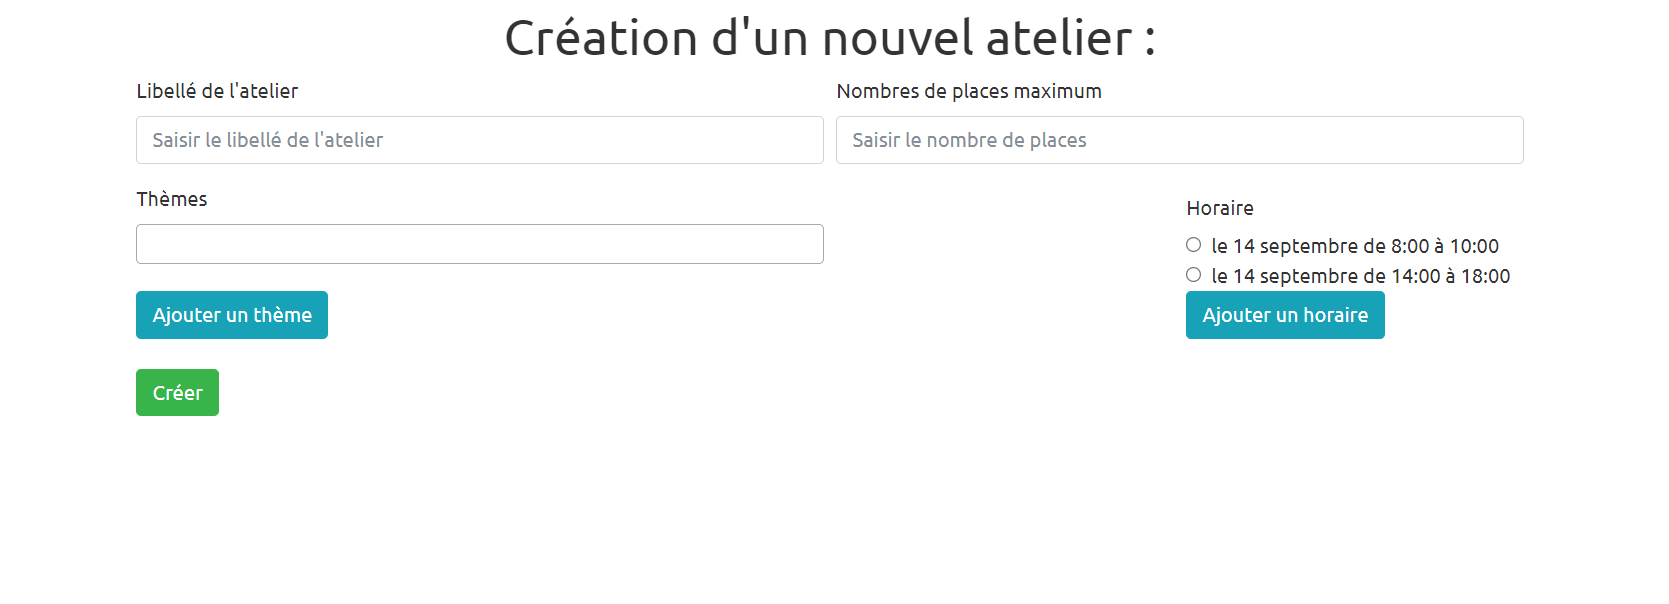 Création d'un nouvel atelier :
Libellé de l'atelier
Nombres de places maximum
Saisir le libellé de l'atelier
Saisir le nombre de places
Thèmes
Horaire
le 14 septembre de 8:00 à 10:00
le 14 septembre de 14:00 à 18:00
Ajouter un thème
Ajouter un horaire
Créer